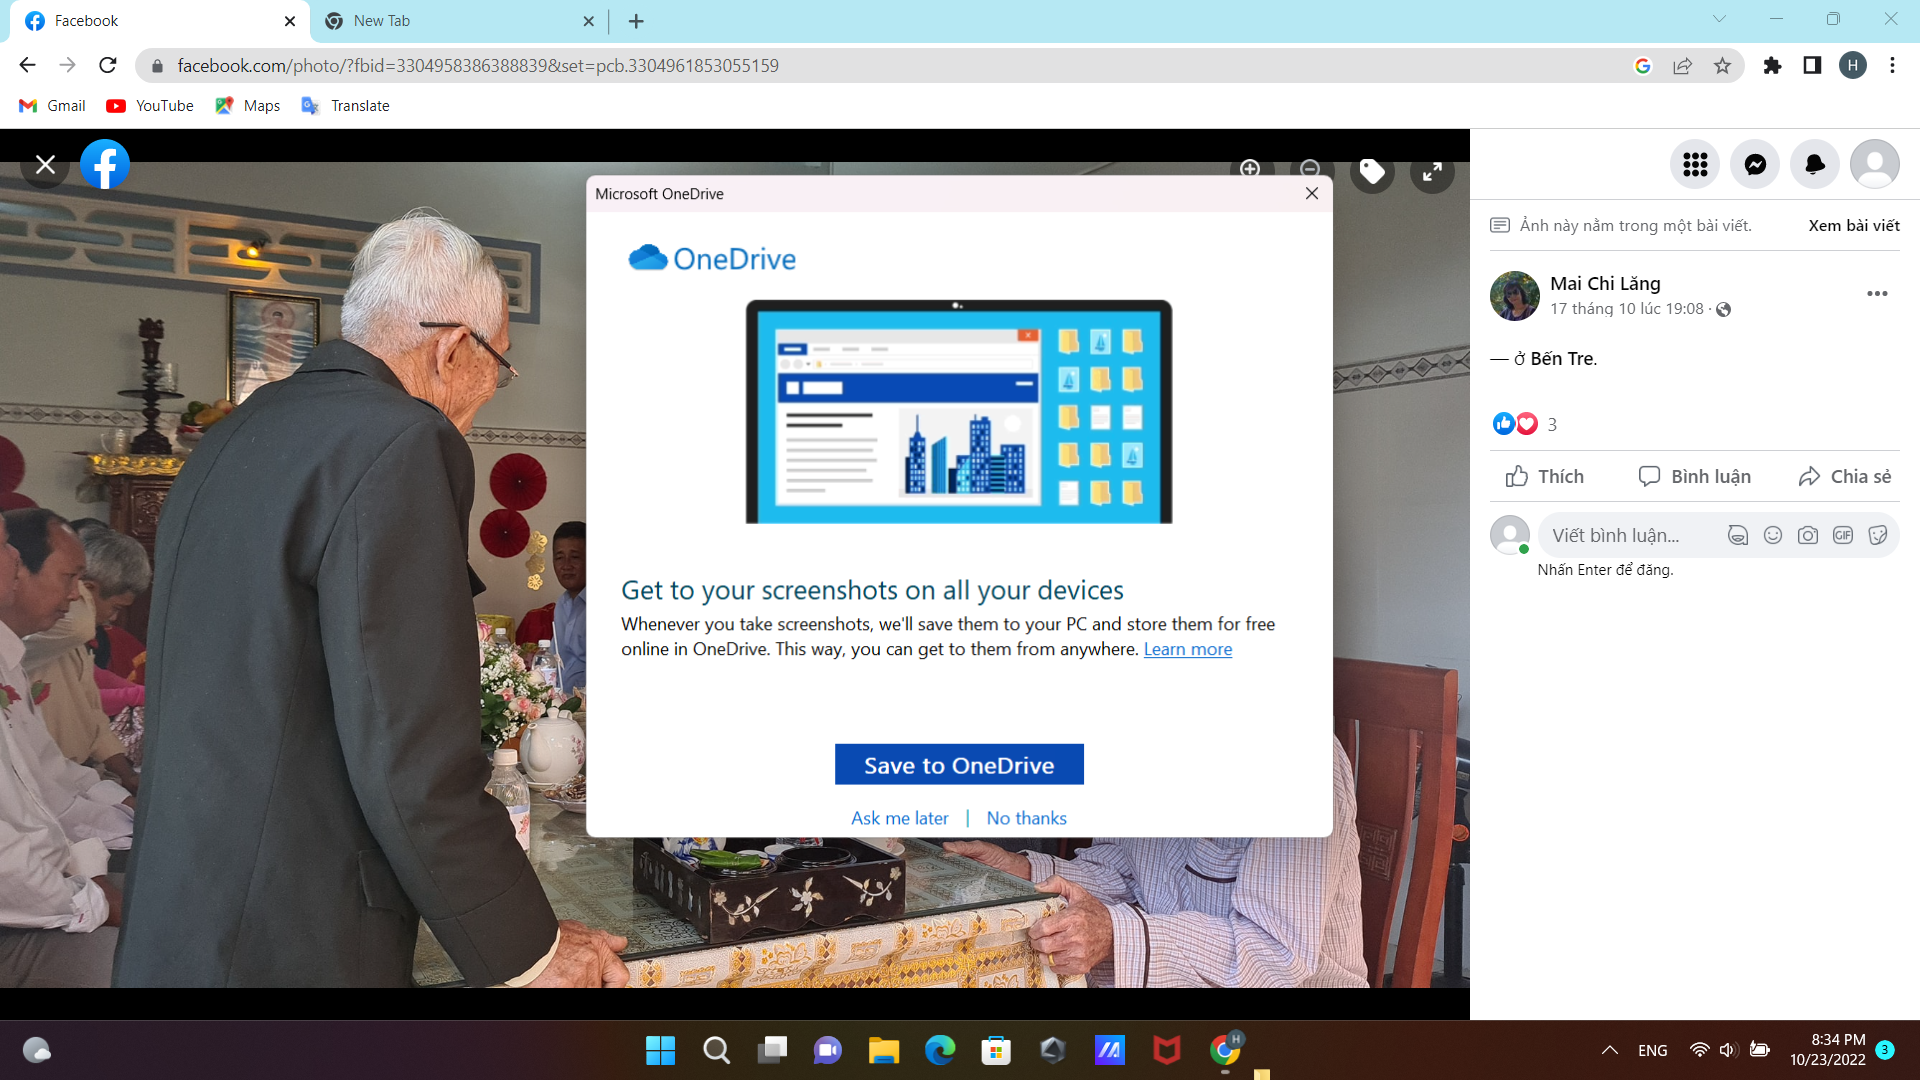 Facebook
New Tab
facebook.com/photo/?fbid=3304958386388839&set=pcb.3304961853055159
H
Gmail
YouTube
Maps
Translate
Microsoft OneDrive
OneDrive
Get to your screenshots on all your devices
Whenever you take screenshots, we'll save them to your PC and store them for free
online in OneDrive. This way, you can get to them from anywhere. Learn more
Save to OneDrive
Ask me later | No thanks
Ảnh này nằm trong một bài viết.
Xem bài viết
Mai Chi Lăng
17 tháng 10 lúc 19:08 ·
— ở Bến Tre.
3
Thích
Bình luận
Chia sẻ
Viết bình luận...
GIF
Nhấn Enter để đăng.
H
ENG
8:34 PM
10/23/2022
3